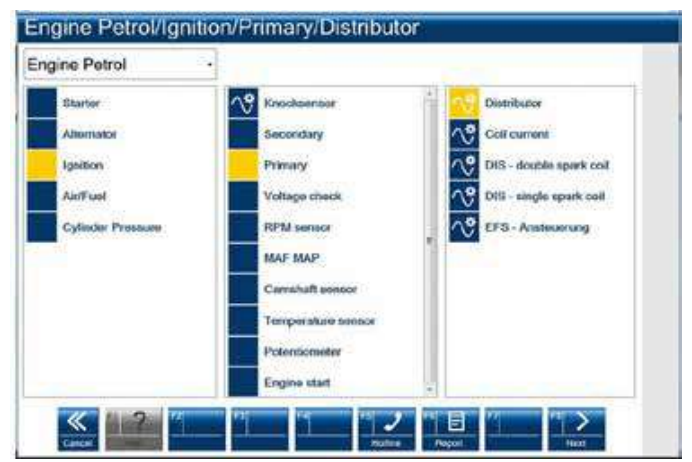 Engine Petrol/Ignition/Primary/Distributor
Engine Petrol
Starter
Alternator
Ignition
Air/Fuel
Cylinder Pressure
Knocksensor
Secondary
Primary
Voltage check
RPM sensor
MAF MAP
Camshaft sensor
Temperature sensor
Potentiometer
Engine start
Distributor
Coil current
DIS - double spark coil
DIS - single spark coil
EFS - Ansteuerung
Cancel
F1 ?
F2
F3
F4
F5 Hotline
F6 Report
F7
F8 Next